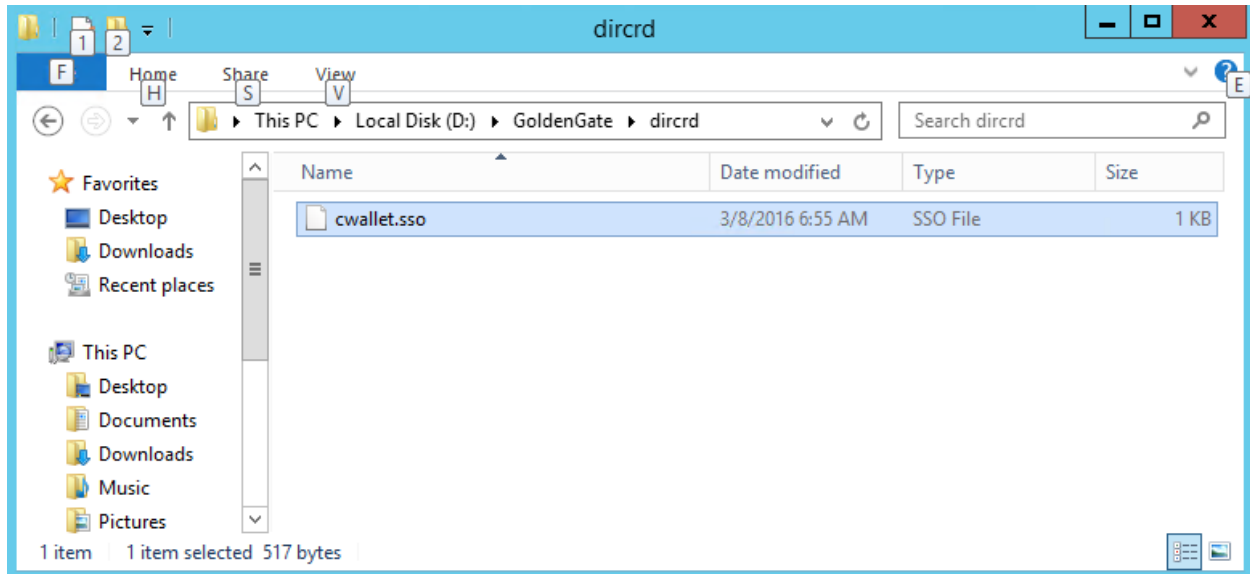 dircrd
1 2
F Home Share View
H S V E
This PC Local Disk (D:) GoldenGate dircrd Search dircrd
Name Date modified Type Size
Favorites
cwallet.sso 3/8/2016 6:55 AM SSO File 1 KB
Desktop
Downloads
Recent places
This PC
Desktop
Documents
Downloads
Music
Pictures
1 item 1 item selected 517 bytes